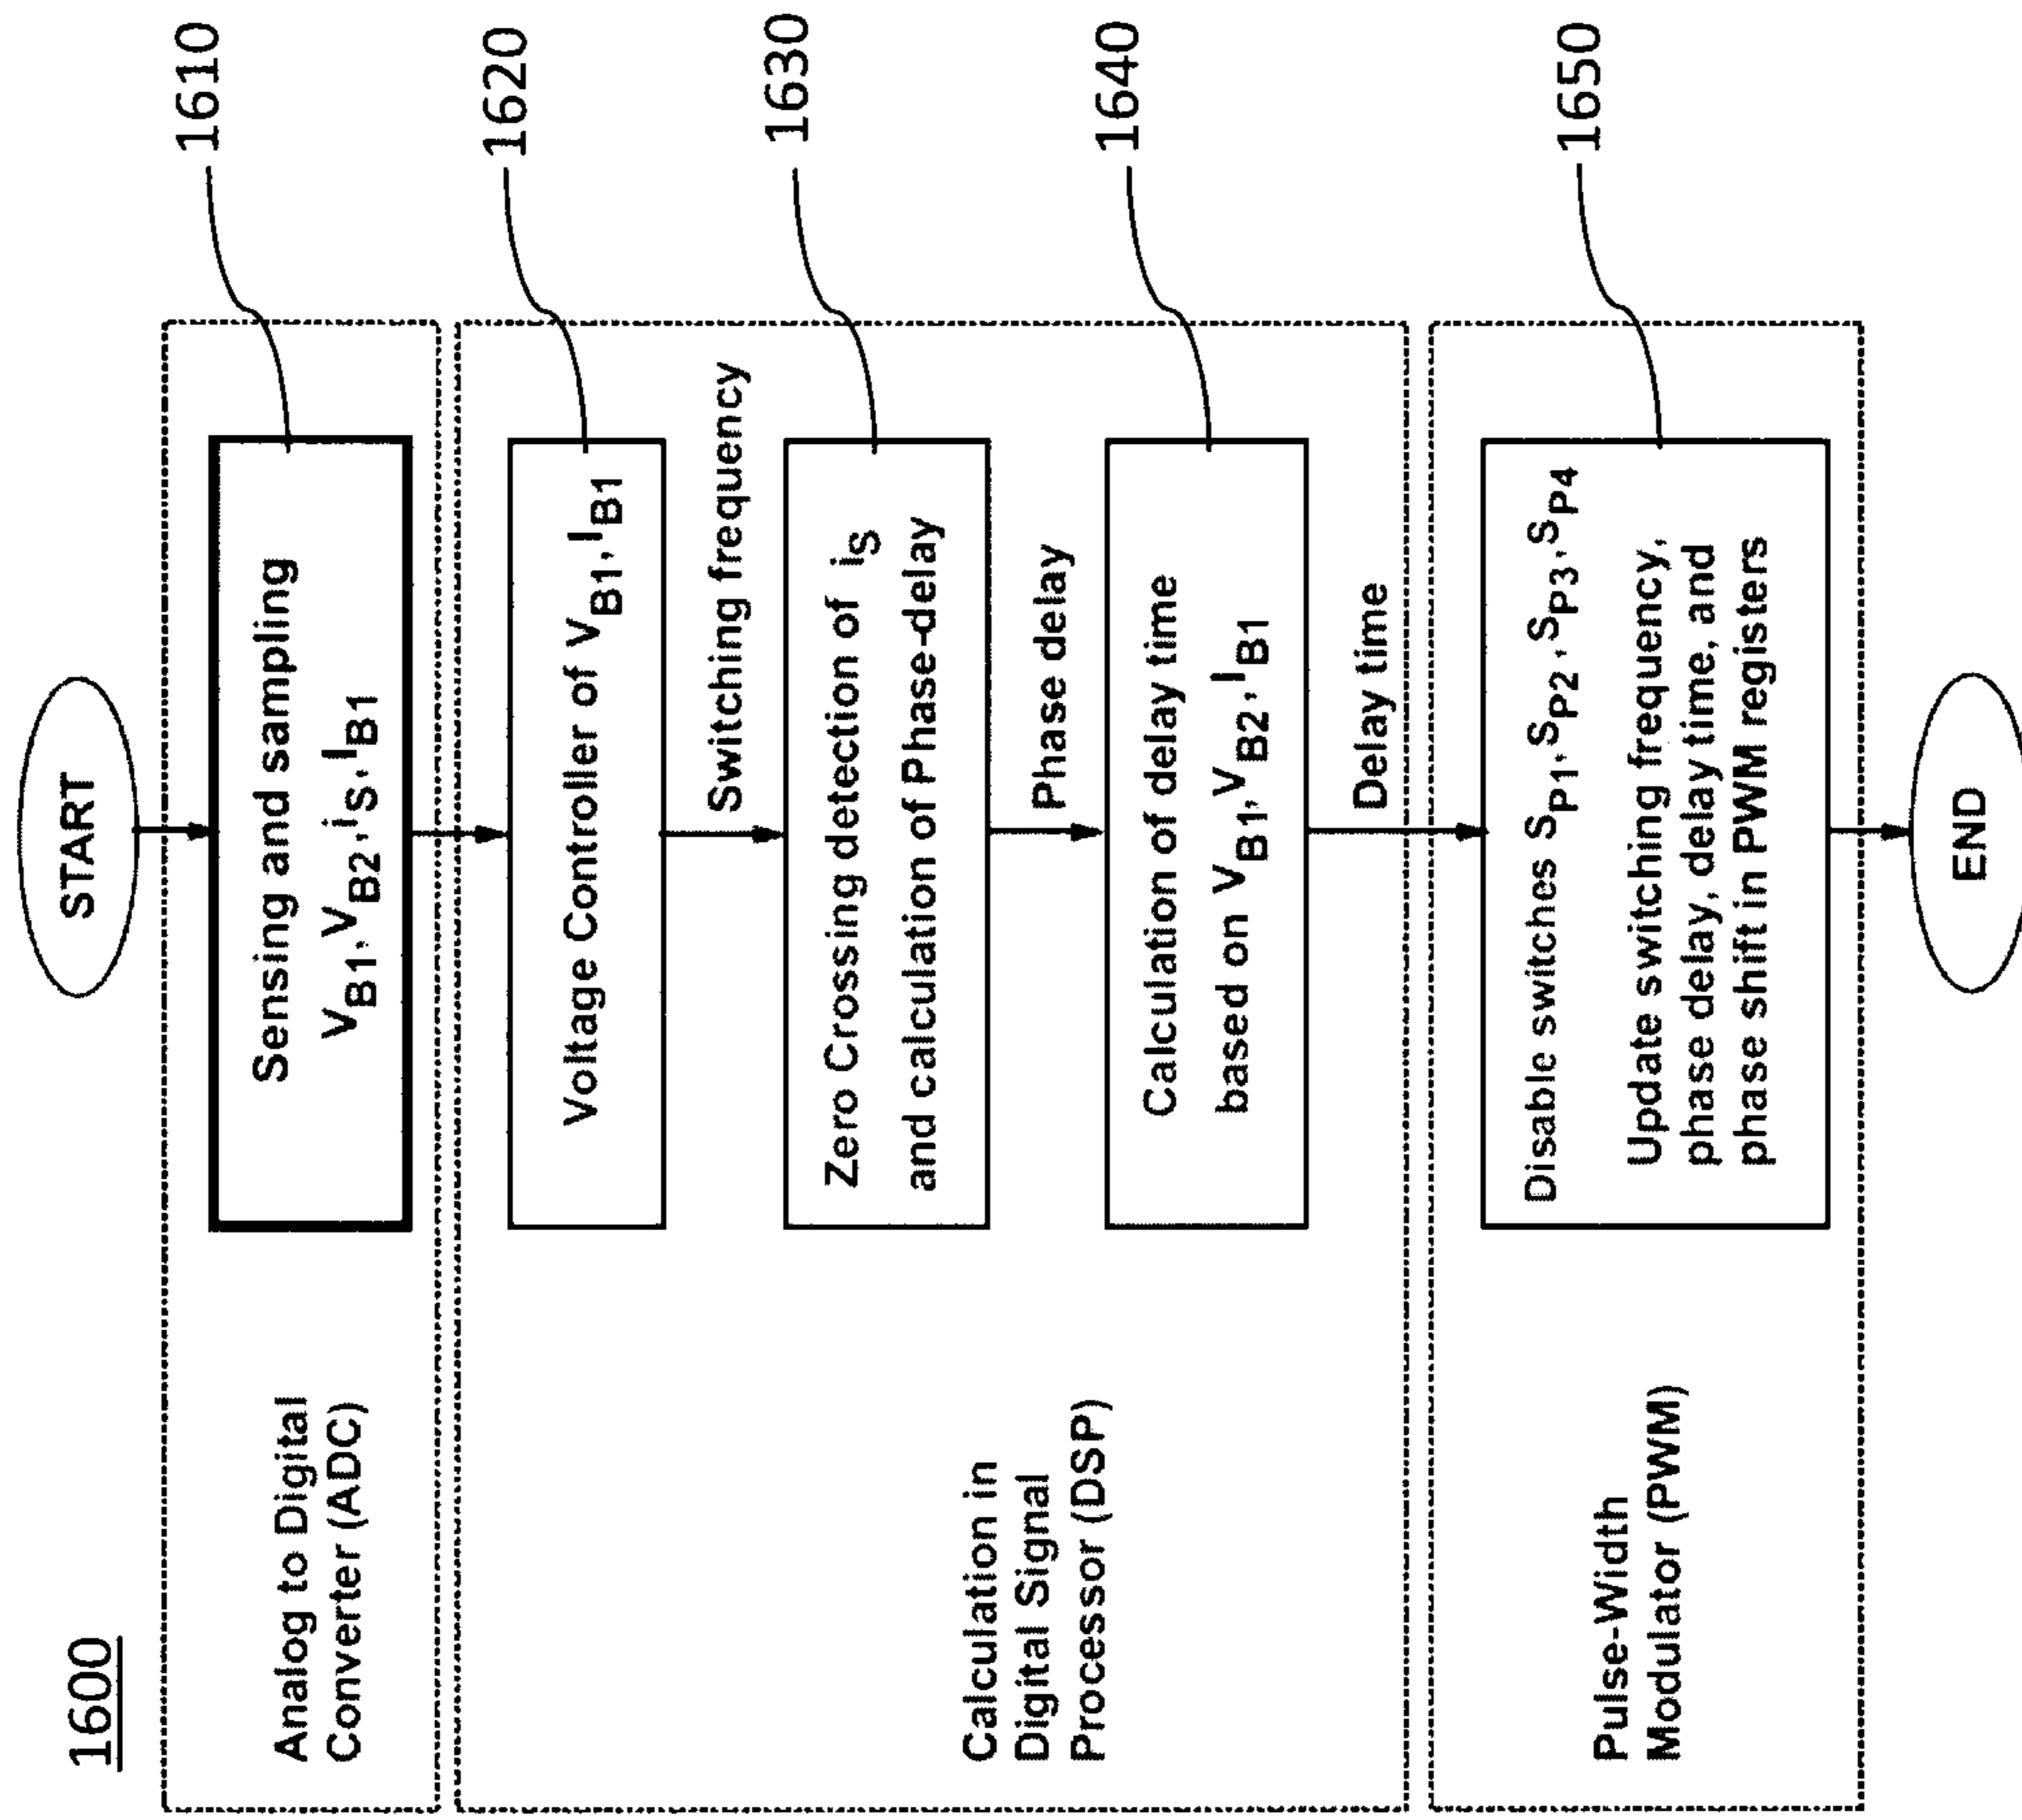 1600
START
Analog to Digital
Converter (ADC)
Sensing and sampling
VB1, VB2, iS, IB1
1610
Calculation in
Digital Signal
Processor (DSP)
Voltage Controller of VB1, IB1
1620
Switching frequency
Zero Crossing detection of iS
and calculation of Phase-delay
1630
Phase delay
Calculation of delay time
based on VB1, VB2, IB1
1640
Delay time
Pulse-Width
Modulator (PWM)
Disable switches SP1, SP2, SP3, SP4
Update switching frequency,
phase delay, delay time, and
phase shift in PWM registers
1650
END